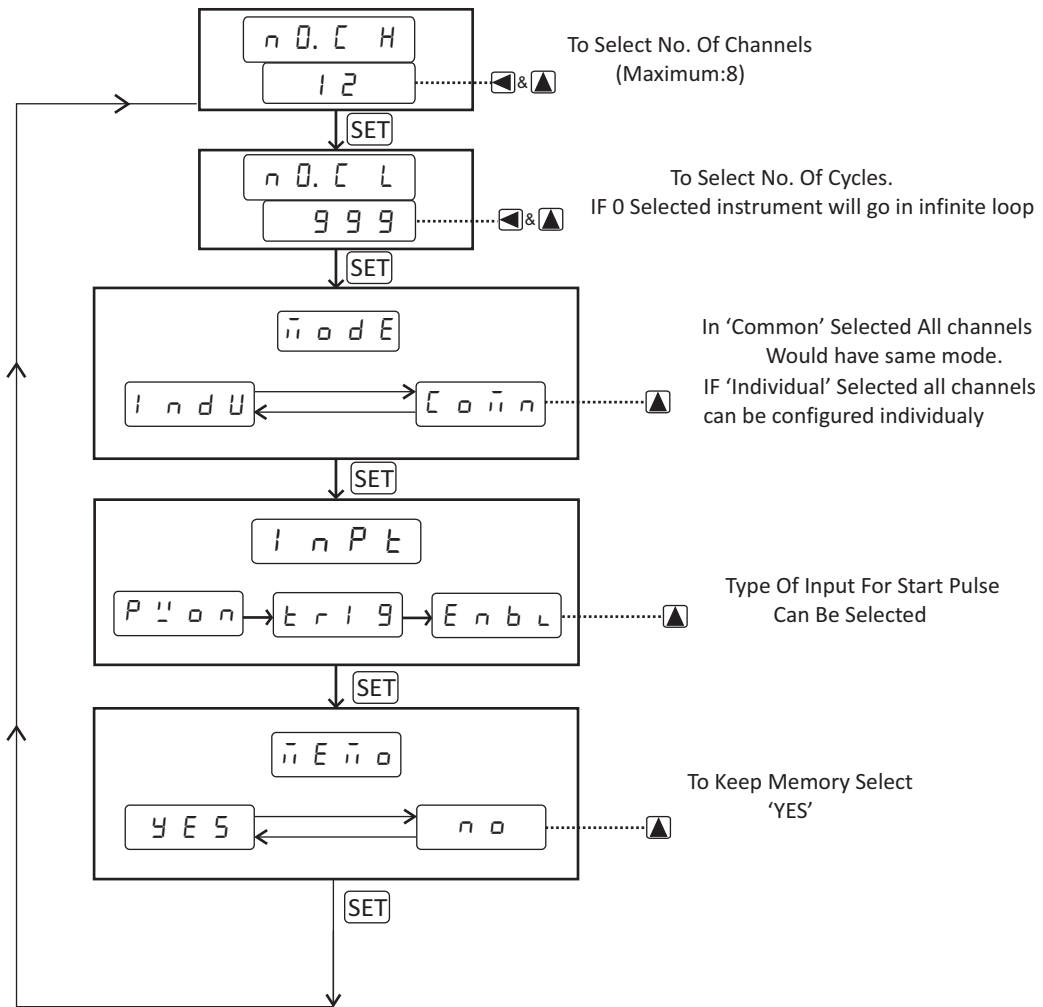 n0.CH
To Select No. Of Channels
(Maximum:8)
12
&
SET
n0.CL
To Select No. Of Cycles.
IF 0 Selected instrument will go in infinite loop
999
&
SET
modE
In ‘Common’ Selected All channels
Would have same mode.
IF ‘Individual’ Selected all channels
can be configured individualy
IndU
Comn
SET
InPt
Type Of Input For Start Pulse
Can Be Selected
Pwon
trIg
EnbL
SET
mEmo
To Keep Memory Select
‘YES’
YES
no
SET